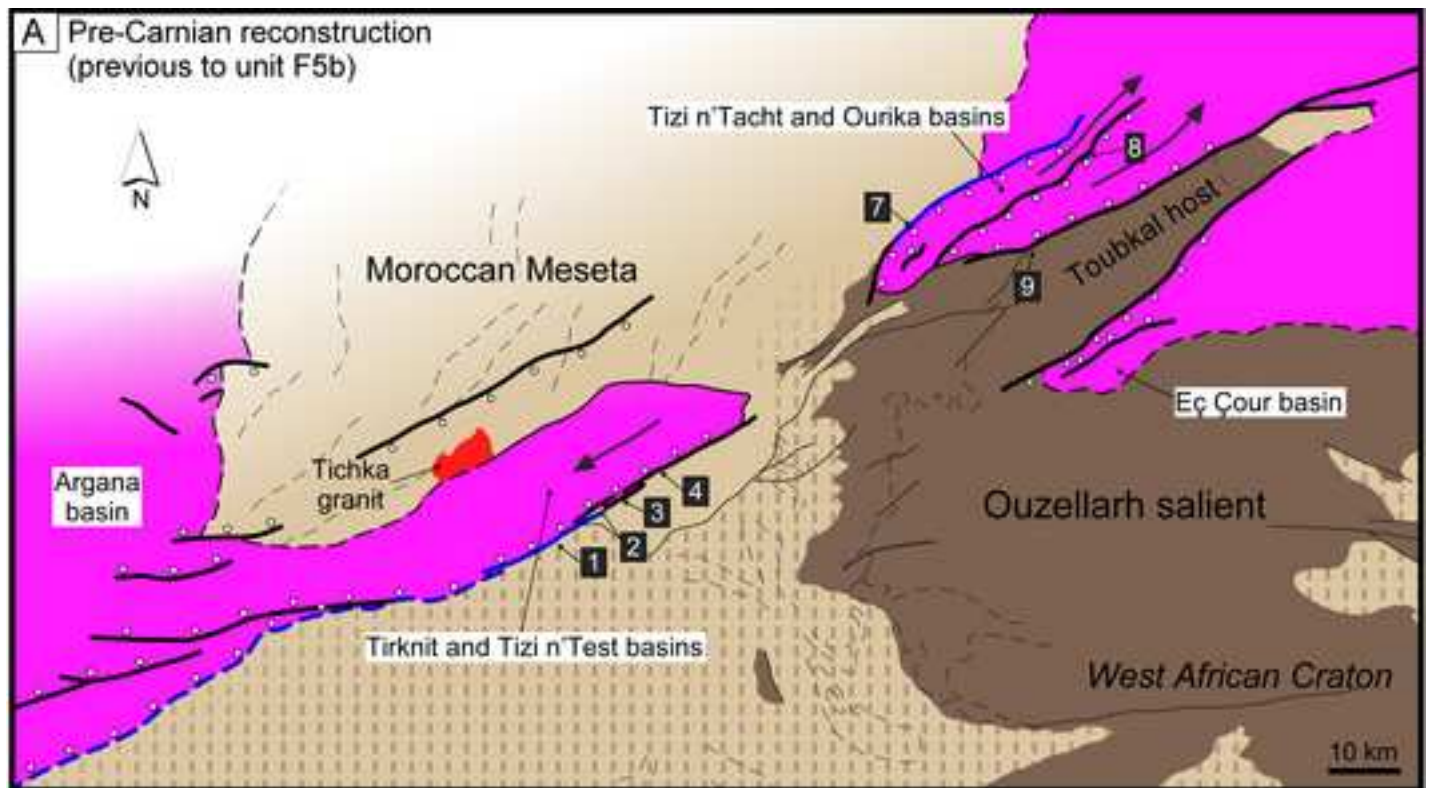 A Pre-Carnian reconstruction
(previous to unit F5b)
N
Tizi n'Tacht and Ourika basins
8
7
Toubkal host
9
Moroccan Meseta
Eç Çour basin
Tichka
granit
Argana
basin
4
3
2
1
Ouzellarh salient
Tirknit and Tizi n'Test basins
West African Craton
10 km